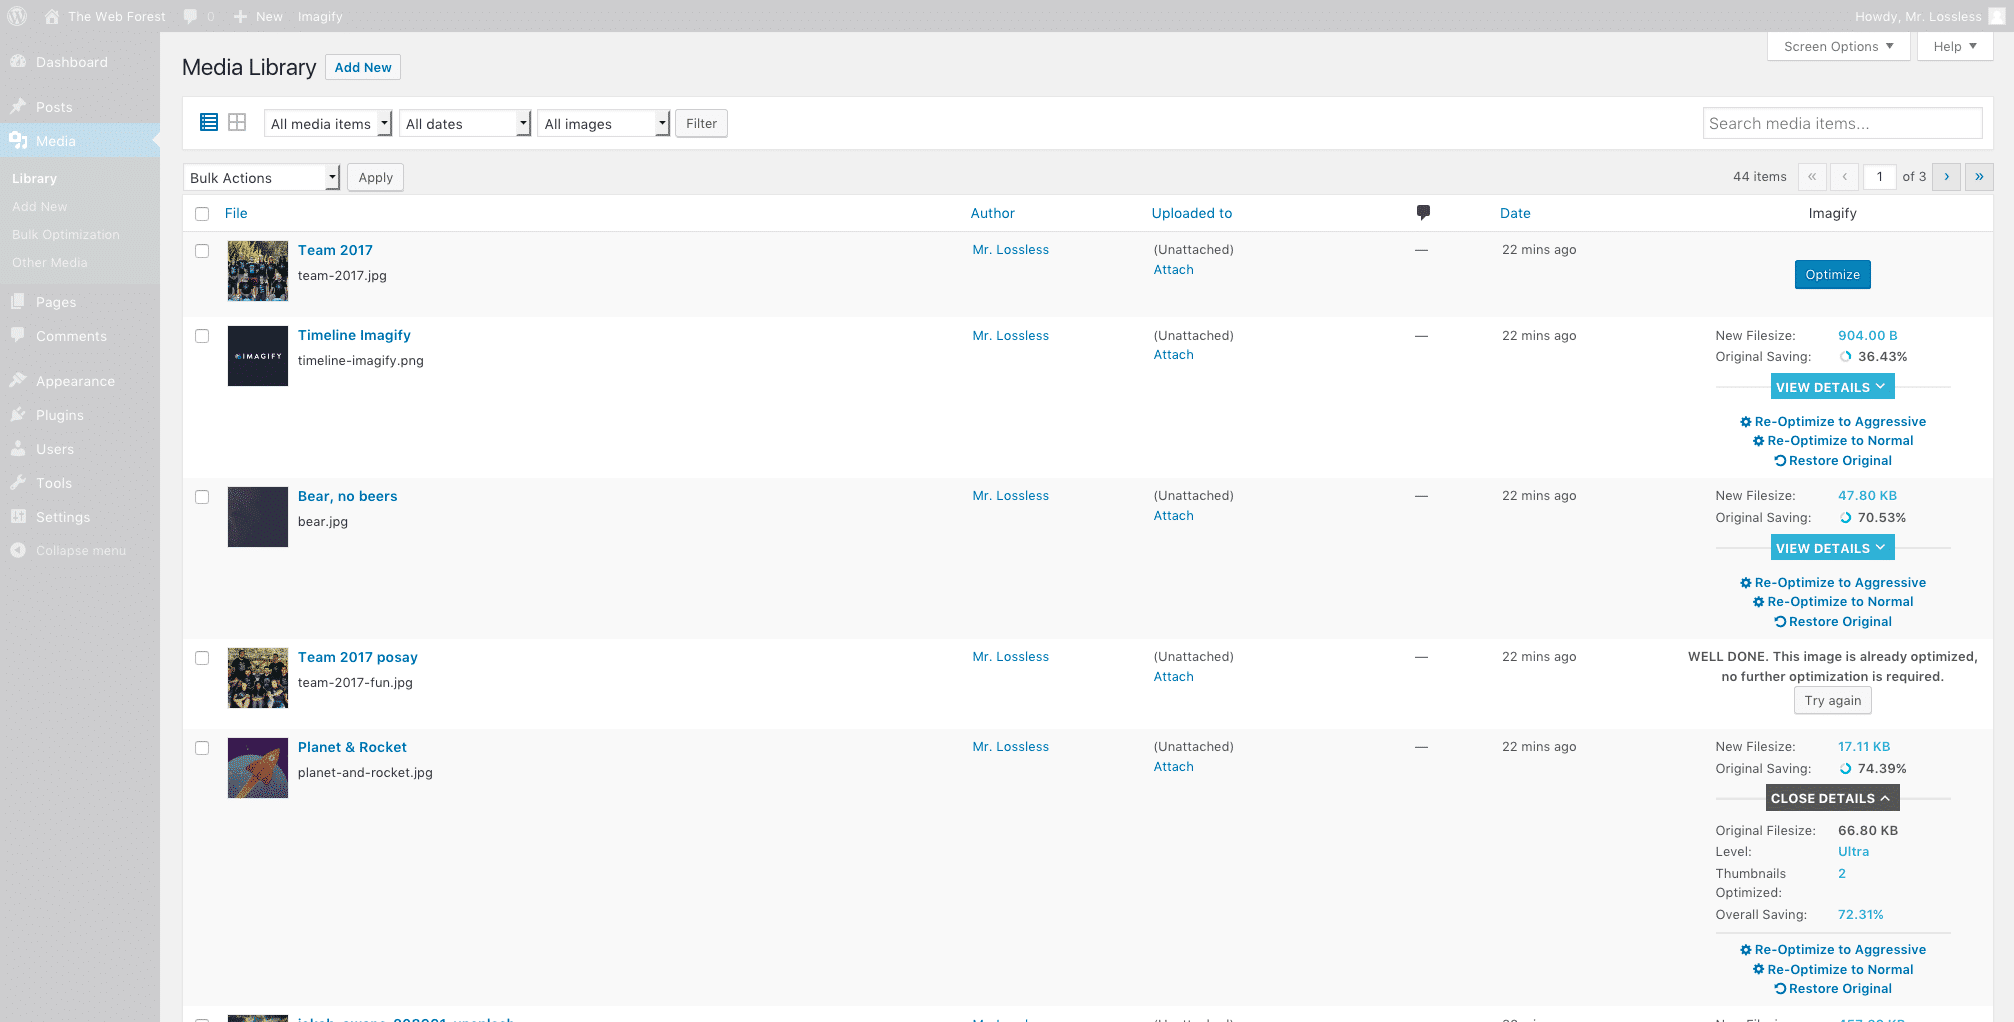 The Web Forest 0 New Imagify Howdy, Mr. Lossless
Screen Options Help
Dashboard
Posts
Media
Library
Add New
Bulk Optimization
Other Media
Pages
Comments
Appearance
Plugins
Users
Tools
Settings
Collapse menu
Media Library Add New
All media items All dates All images Filter Search media items...
Bulk Actions Apply 44 items « ‹ 1 of 3 › »
File Author Uploaded to Date Imagify
Team 2017 Mr. Lossless (Unattached) — 22 mins ago
team-2017.jpg Attach Optimize
Timeline Imagify Mr. Lossless (Unattached) — 22 mins ago New Filesize: 904.00 B
timeline-imagify.png Attach Original Saving: 36.43%
IMAGIFY
VIEW DETAILS
Re-Optimize to Aggressive
Re-Optimize to Normal
Restore Original
Bear, no beers Mr. Lossless (Unattached) — 22 mins ago New Filesize: 47.80 KB
bear.jpg Attach Original Saving: 70.53%
VIEW DETAILS
Re-Optimize to Aggressive
Re-Optimize to Normal
Restore Original
Team 2017 posay Mr. Lossless (Unattached) — 22 mins ago WELL DONE. This image is already optimized,
team-2017-fun.jpg Attach no further optimization is required.
Try again
Planet & Rocket Mr. Lossless (Unattached) — 22 mins ago New Filesize: 17.11 KB
planet-and-rocket.jpg Attach Original Saving: 74.39%
CLOSE DETAILS
Original Filesize: 66.80 KB
Level: Ultra
Thumbnails 2
Optimized:
Overall Saving: 72.31%
Re-Optimize to Aggressive
Re-Optimize to Normal
Restore Original